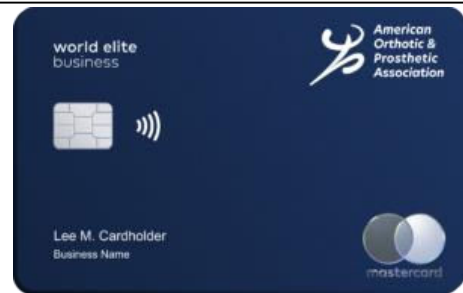 world elite
business
American
Orthotic &
Prosthetic
Association
Lee M. Cardholder
Business Name
mastercard